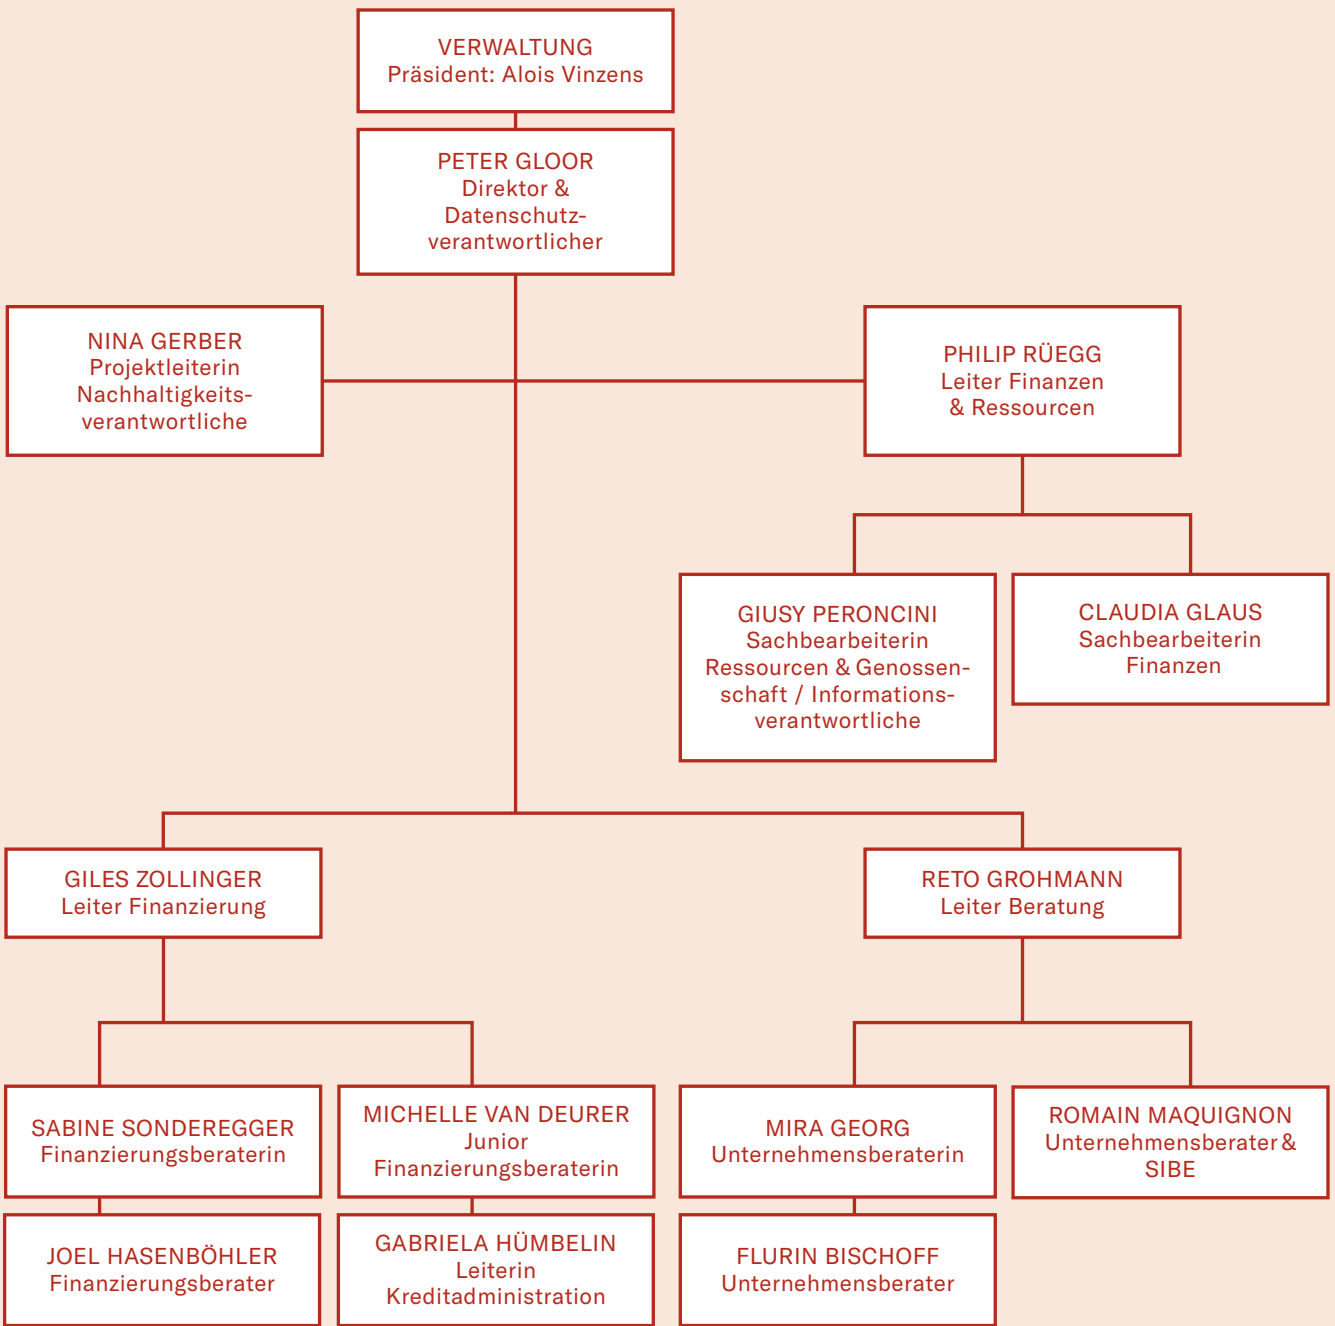 VERWALTUNG
Präsident: Alois Vinzens
PETER GLOOR
Direktor &
Datenschutz-
verantwortlicher
NINA GERBER
Projektleiterin
Nachhaltigkeits-
verantwortliche
PHILIP RÜEGG
Leiter Finanzen
& Ressourcen
GIUSY PERONCINI
Sachbearbeiterin
Ressourcen & Genossen-
schaft / Informations-
verantwortliche
CLAUDIA GLAUS
Sachbearbeiterin
Finanzen
GILES ZOLLINGER
Leiter Finanzierung
RETO GROHMANN
Leiter Beratung
SABINE SONDEREGGER
Finanzierungsberaterin
MICHELLE VAN DEURER
Junior
Finanzierungsberaterin
MIRA GEORG
Unternehmensberaterin
ROMAIN MAQUIGNON
Unternehmensberater &
SIBE
JOEL HASENBÖHLER
Finanzierungsberater
GABRIELA HÜMBELIN
Leiterin
Kreditadministration
FLURIN BISCHOFF
Unternehmensberater